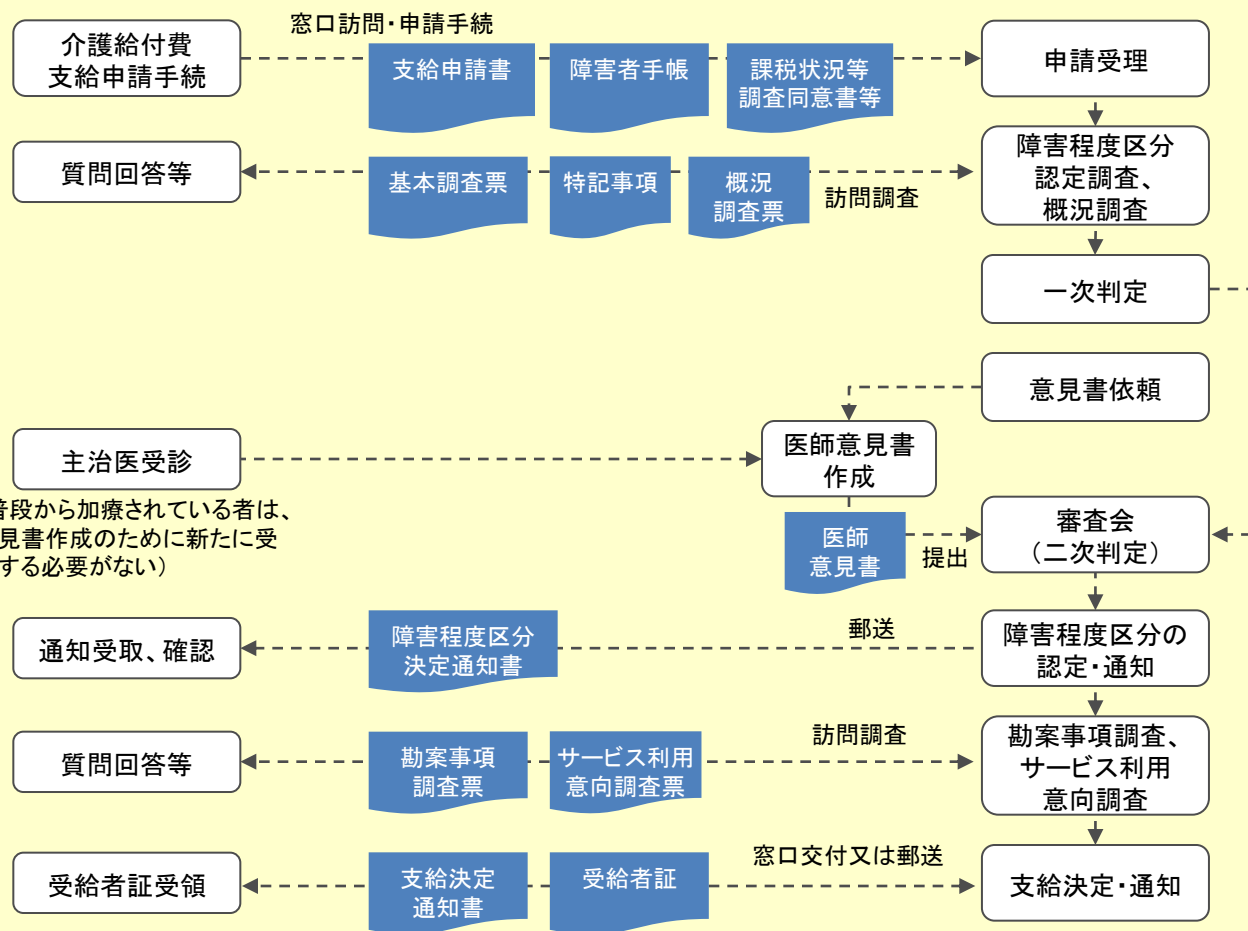 窓口訪問・申請手続
介護給付費
支給申請手続
支給申請書
障害者手帳
課税状況等
調査同意書等
申請受理
質問回答等
基本調査票
特記事項
概況
調査票
訪問調査
障害程度区分
認定調査、
概況調査
一次判定
意見書依頼
主治医受診
医師意見書
作成
普段から加療されている者は、
見書作成のために新たに受
する必要がない）
医師
意見書
提出
審査会
（二次判定）
通知受取、確認
障害程度区分
決定通知書
郵送
障害程度区分の
認定・通知
質問回答等
勘案事項
調査票
サービス利用
意向調査票
訪問調査
勘案事項調査、
サービス利用
意向調査
受給者証受領
支給決定
通知書
受給者証
窓口交付又は郵送
支給決定・通知